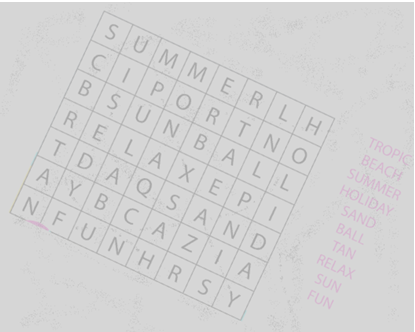 S U M M E R L H
C I P O R T N O
B S U N B A L L
R E L A X E P I
T D A Q S A N D
A Y B C A Z I A
N F U N H R S Y
TROPIC
BEACH
SUMMER
HOLIDAY
SAND
BALL
TAN
RELAX
SUN
FUN